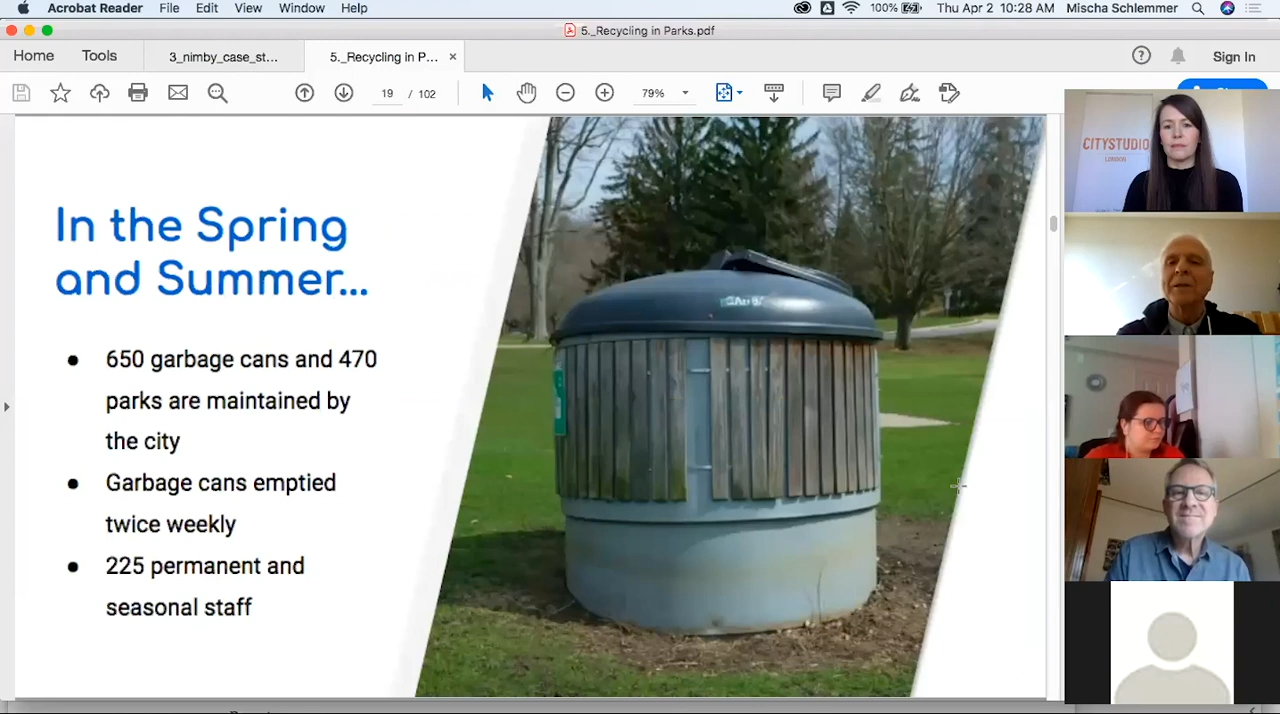 Acrobat Reader File Edit View Window Help 100% Thu Apr 2 10:28 AM Mischa Schlemmer
5._Recycling in Parks.pdf
Home Tools 3_nimby_case_st... 5._Recycling in P... × Sign In
19 / 102 79%
CITYSTUDIO
LONDON
In the Spring
and Summer...
● 650 garbage cans and 470
parks are maintained by
the city
● Garbage cans emptied
twice weekly
● 225 permanent and
seasonal staff